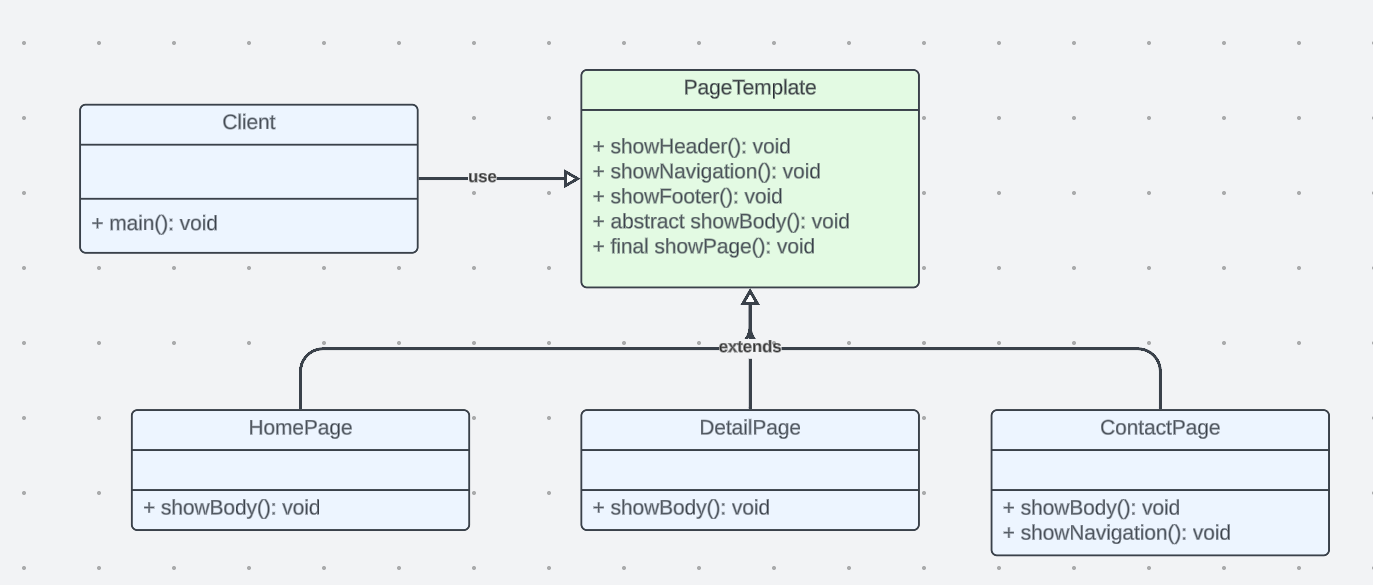 PageTemplate
+ showHeader(): void
+ showNavigation(): void
+ showFooter(): void
+ abstract showBody(): void
+ final showPage(): void
Client
+ main(): void
use
extends
HomePage
+ showBody(): void
DetailPage
+ showBody(): void
ContactPage
+ showBody(): void
+ showNavigation(): void